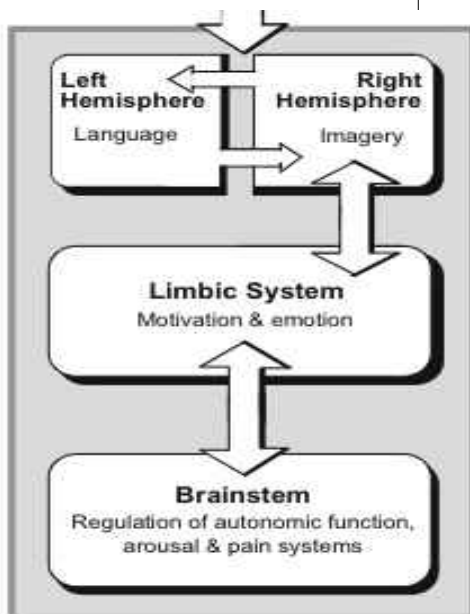 Left
Hemisphere
Language
Right
Hemisphere
Imagery
Limbic System
Motivation & emotion
Brainstem
Regulation of autonomic function,
arousal & pain systems